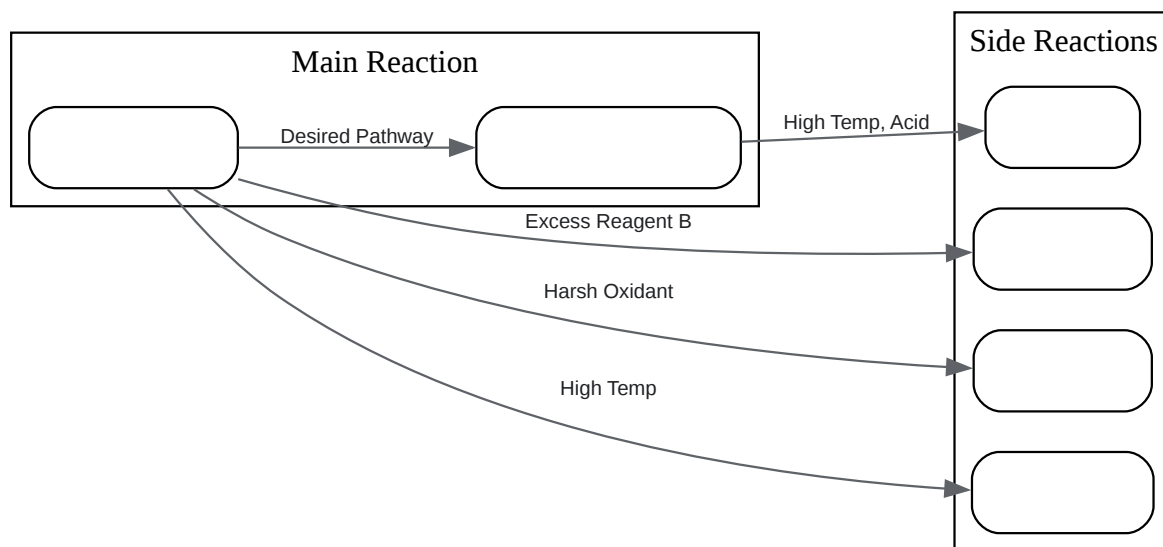 Side Reactions
Main Reaction
Desired Pathway
High Temp, Acid
Excess Reagent B
Harsh Oxidant
High Temp